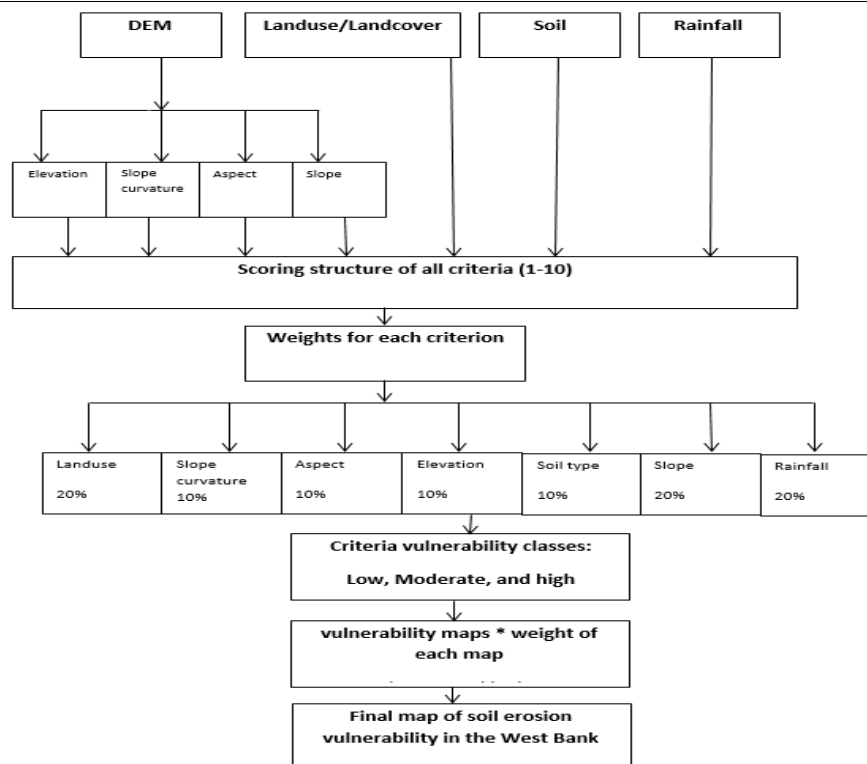 DEM
Landuse/Landcover
Soil
Rainfall
Elevation
Slope
curvature
Aspect
Slope
Scoring structure of all criteria (1-10)
Weights for each criterion
Landuse
20%
Slope
curvature
10%
Aspect
10%
Elevation
10%
Soil type
10%
Slope
20%
Rainfall
20%
Criteria vulnerability classes:
Low, Moderate, and high
vulnerability maps * weight of
each map
Final map of soil erosion
vulnerability in the West Bank